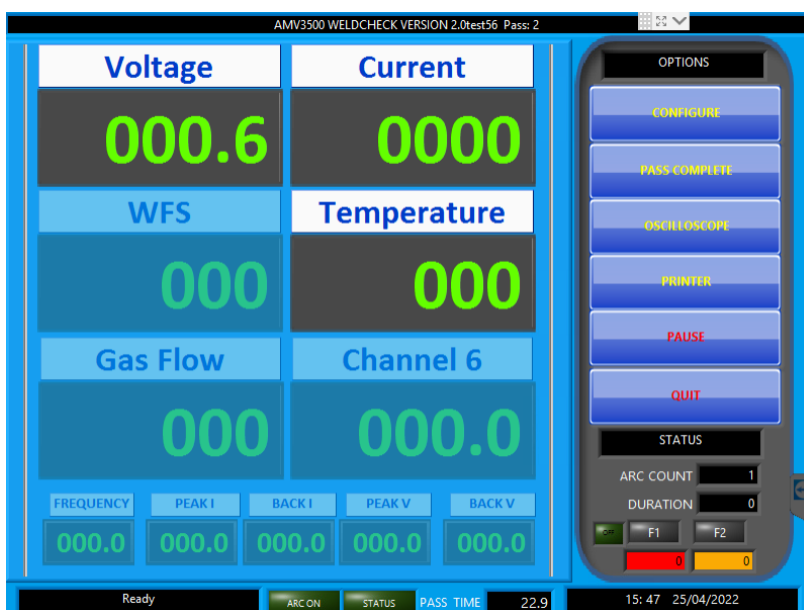 AMV3500 WELDCHECK VERSION 2.0test56 Pass: 2
Voltage
Current
000.6
0000
WFS
Temperature
000
000
Gas Flow
Channel 6
000
000.0
FREQUENCY
PEAK I
BACK I
PEAK V
BACK V
000.0
000.0
000.0
000.0
000.0
OPTIONS
CONFIGURE
PASS COMPLETE
OSCILLOSCOPE
PRINTER
PAUSE
QUIT
STATUS
ARC COUNT 1
DURATION 0
OFF F1 F2
0 0
Ready
ARC ON
STATUS
PASS TIME 22.9
15: 47 25/04/2022